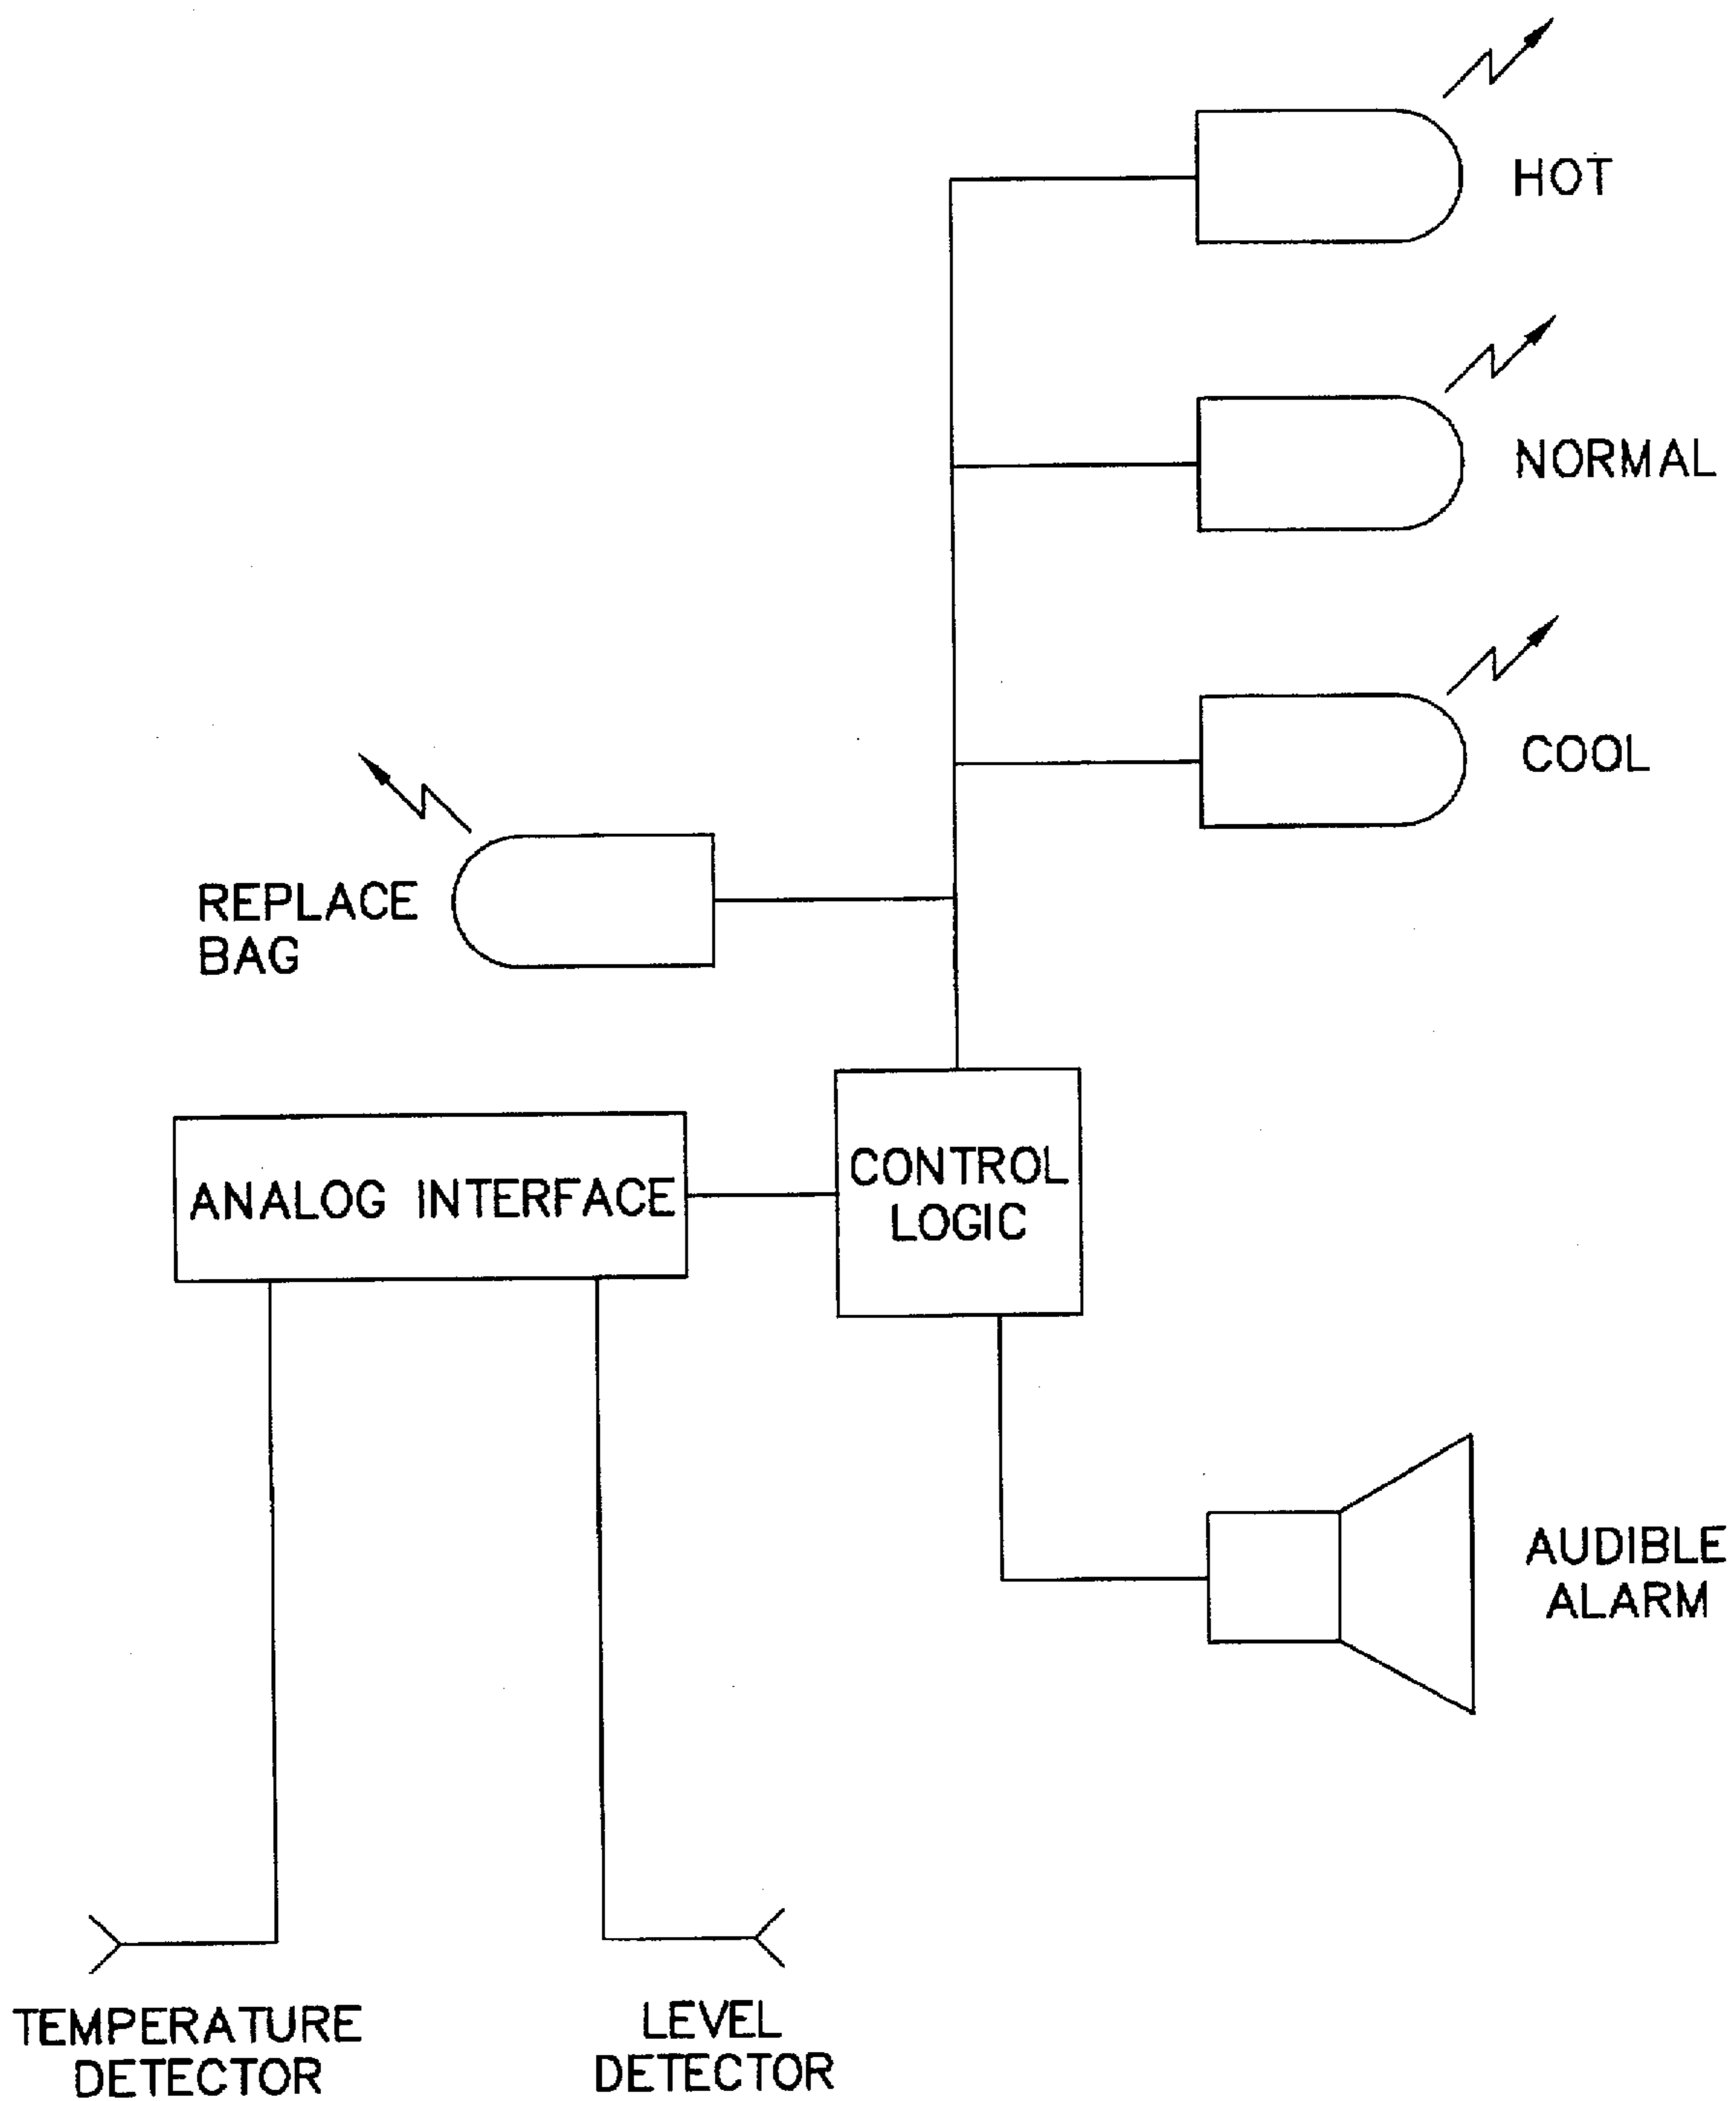 HOT
NORMAL
COOL
REPLACE
BAG
ANALOG INTERFACE
CONTROL
LOGIC
AUDIBLE
ALARM
TEMPERATURE
DETECTOR
LEVEL
DETECTOR